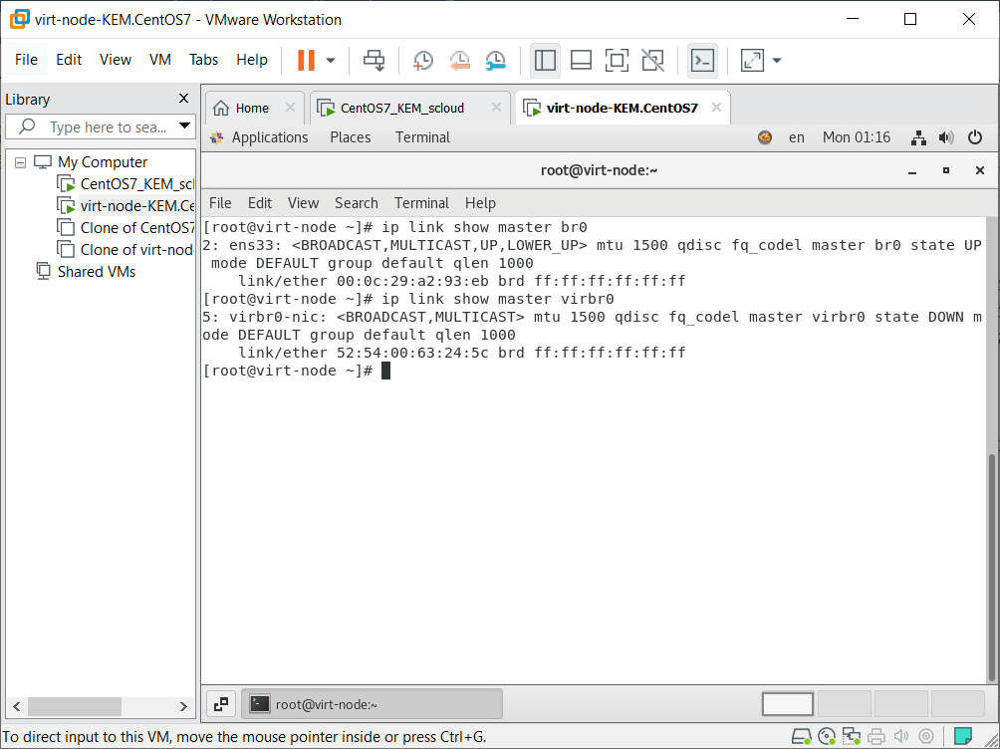 virt-node-KEM.CentOS7 - VMware Workstation
File Edit View VM Tabs Help
Library
Type here to sea...
My Computer
CentOS7_KEM_scl
virt-node-KEM.Ce
Clone of CentOS7
Clone of virt-nod
Shared VMs
Home
CentOS7_KEM_scloud
virt-node-KEM.CentOS7
Applications Places Terminal
en Mon 01:16
root@virt-node:~
File Edit View Search Terminal Help
[root@virt-node ~]# ip link show master br0
2: ens33: <BROADCAST,MULTICAST,UP,LOWER_UP> mtu 1500 qdisc fq_codel master br0 state UP
 mode DEFAULT group default qlen 1000
    link/ether 00:0c:29:a2:93:eb brd ff:ff:ff:ff:ff:ff
[root@virt-node ~]# ip link show master virbr0
5: virbr0-nic: <BROADCAST,MULTICAST> mtu 1500 qdisc fq_codel master virbr0 state DOWN m
ode DEFAULT group default qlen 1000
    link/ether 52:54:00:63:24:5c brd ff:ff:ff:ff:ff:ff
[root@virt-node ~]#
root@virt-node:~
To direct input to this VM, move the mouse pointer inside or press Ctrl+G.